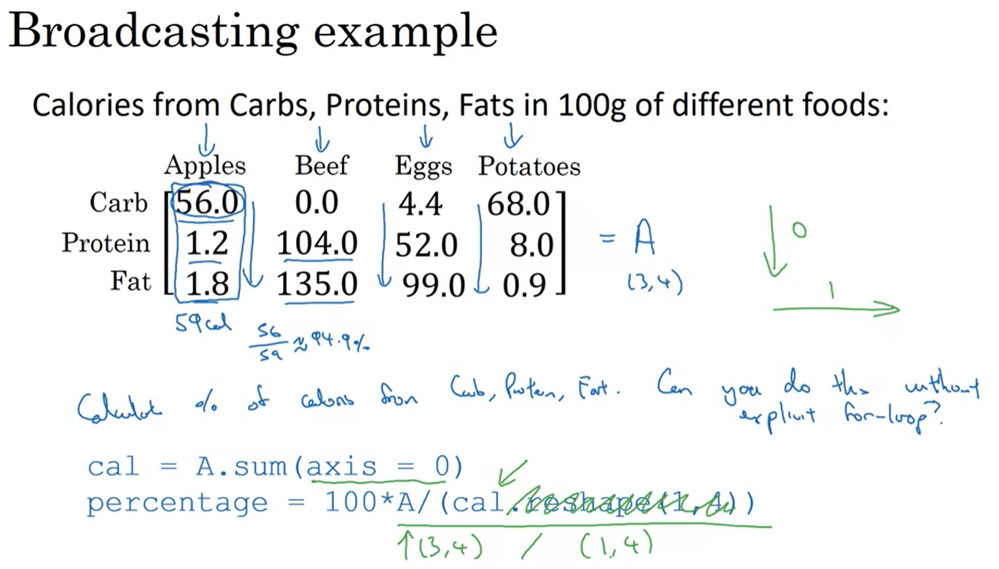 Broadcasting example
Calories from Carbs, Proteins, Fats in 100g of different foods:
Apples Beef Eggs Potatoes
Carb 56.0 0.0 4.4 68.0
Protein 1.2 104.0 52.0 8.0
Fat 1.8 135.0 99.0 0.9
= A
(3,4)
0
1
59 cal
56/59 ≈ 94.9%
Calculate % of calories from Carb, Protein, Fat. Can you do this without
explicit for-loop?
cal = A.sum(axis = 0)
percentage = 100*A/(cal.reshape(1,4))
↑(3,4) / (1,4)